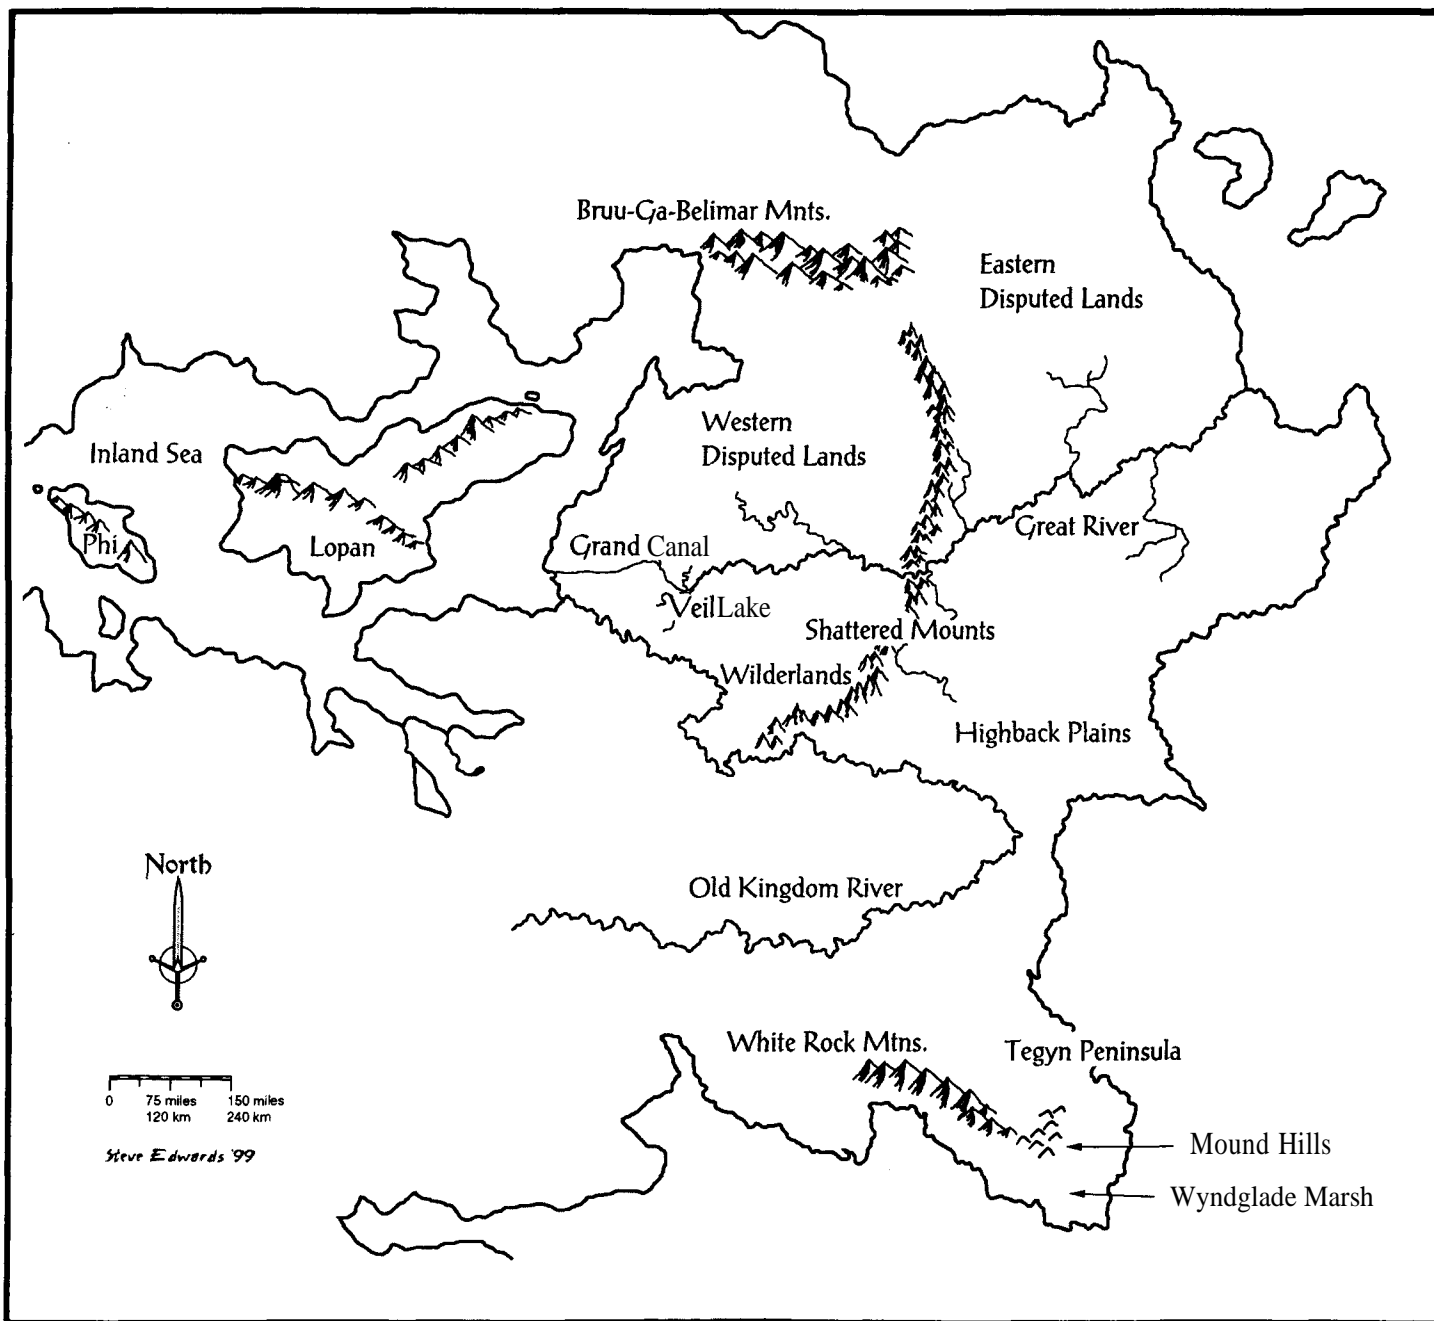 Bruu-Ga-Belimar Mnts.
Eastern
Disputed Lands
Western
Disputed Lands
Inland Sea
Phi
Lopan
Grand Canal
Great River
Veil Lake
Shattered Mounts
Wilderlands
Highback Plains
North
Old Kingdom River
White Rock Mtns.
Tegyn Peninsula
0 75 miles 150 miles
120 km 240 km
Steve Edwards '99
Mound Hills
Wyndglade Marsh